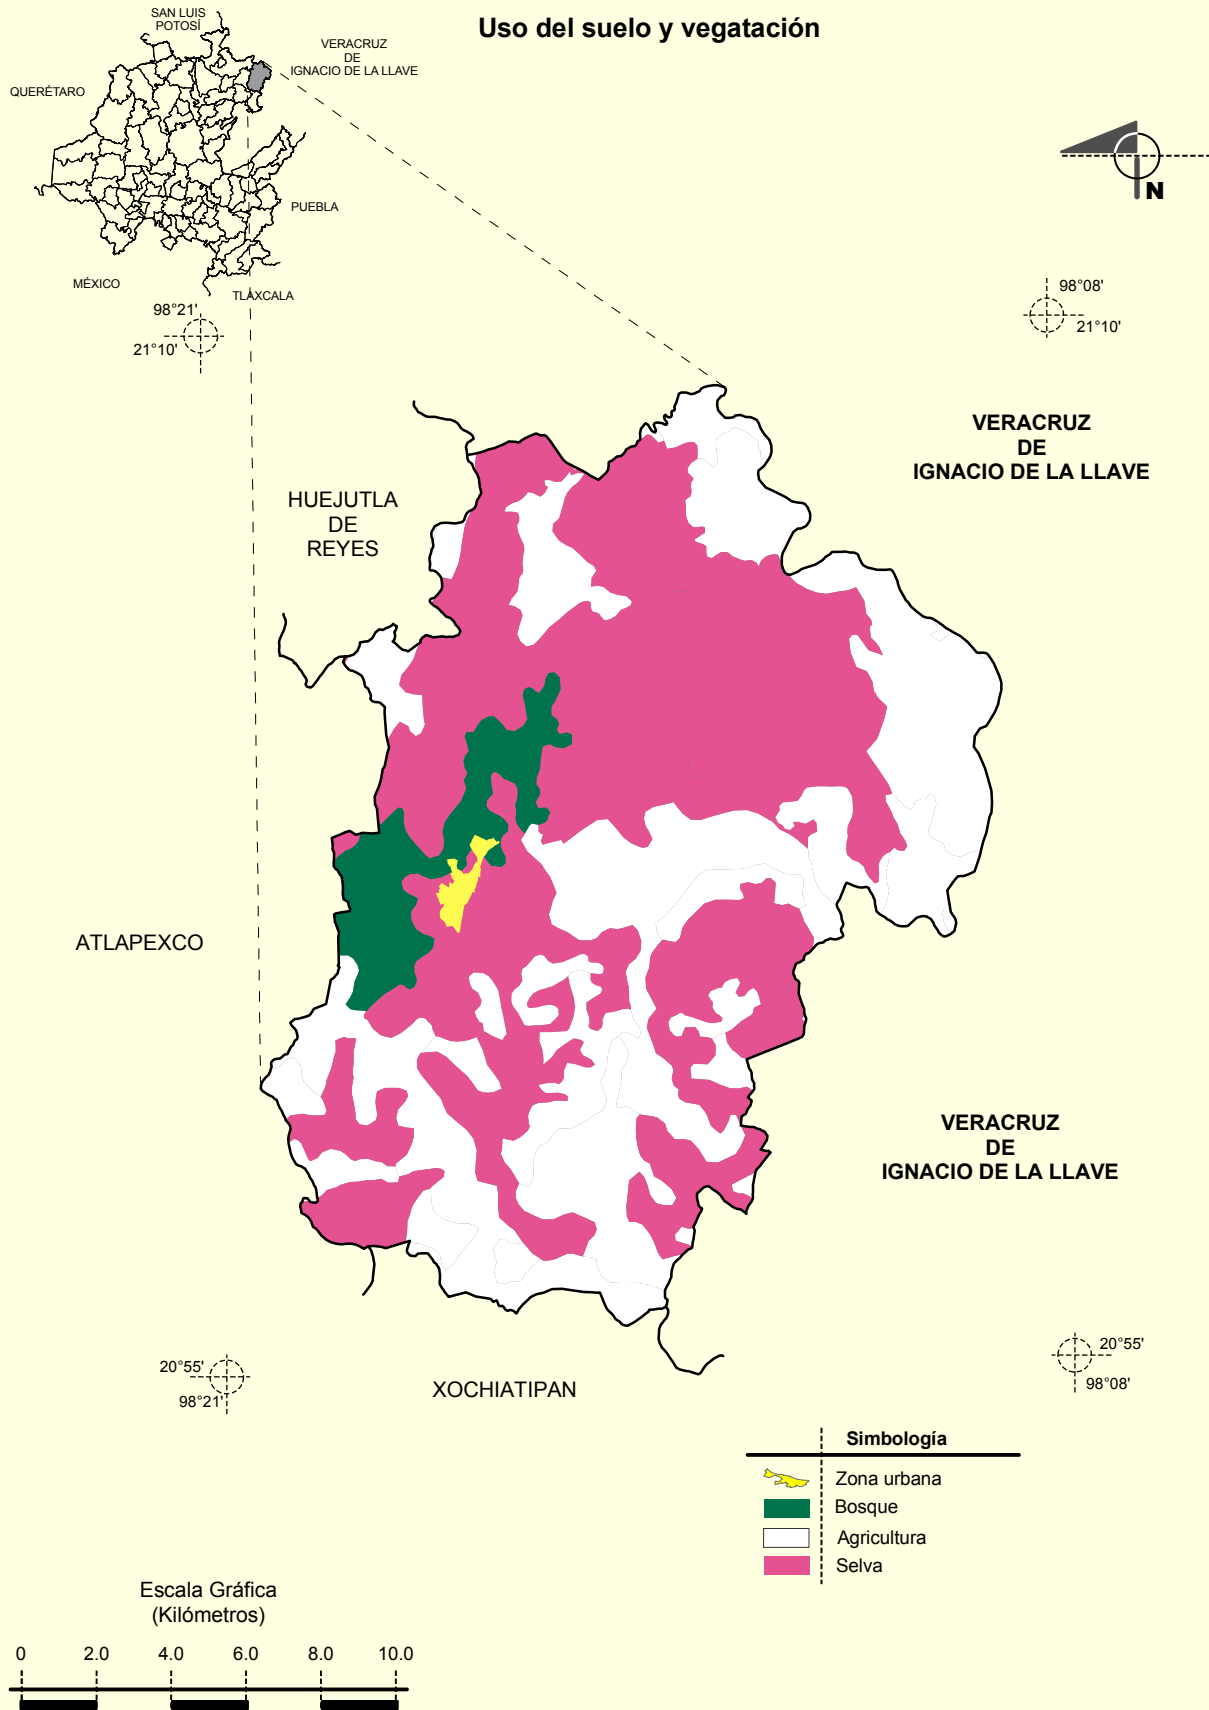 Uso del suelo y vegatación
SAN LUIS
POTOSÍ
VERACRUZ
DE
IGNACIO DE LA LLAVE
QUERÉTARO
PUEBLA
MÉXICO
TLAXCALA
N
98°21'
21°10'
98°08'
21°10'
VERACRUZ
DE
IGNACIO DE LA LLAVE
HUEJUTLA
DE
REYES
ATLAPEXCO
VERACRUZ
DE
IGNACIO DE LA LLAVE
20°55'
98°21'
XOCHIATIPAN
20°55'
98°08'
Simbología
Zona urbana
Bosque
Agricultura
Selva
Escala Gráfica
(Kilómetros)
0 2.0 4.0 6.0 8.0 10.0